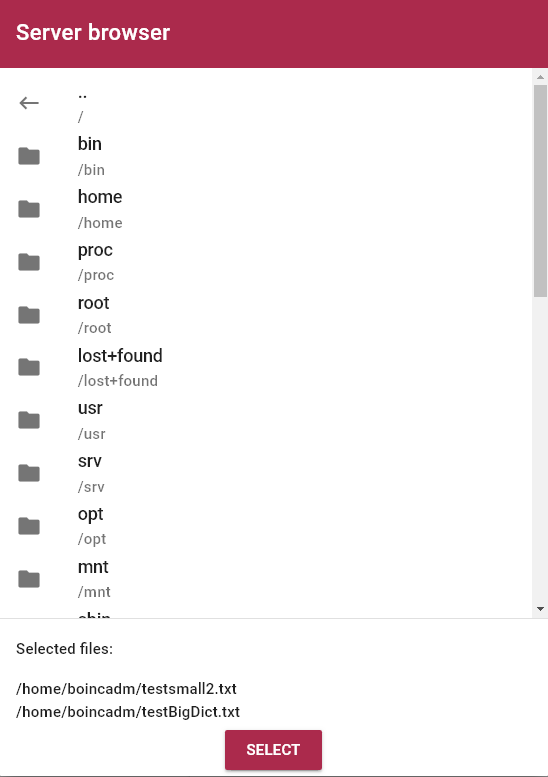 Server browser
..
/
bin
/bin
home
/home
proc
/proc
root
/root
lost+found
/lost+found
usr
/usr
srv
/srv
opt
/opt
mnt
/mnt
Selected files:
/home/boincadm/testsmall2.txt
/home/boincadm/testBigDict.txt
SELECT